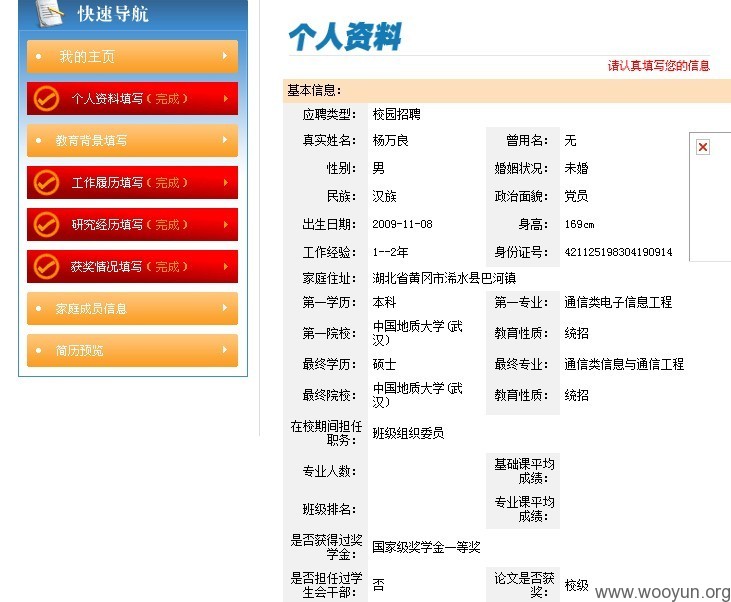 快速导航
我的主页
个人资料填写(完成)
教育背景填写
工作履历填写(完成)
研究经历填写(完成)
获奖情况填写(完成)
家庭成员信息
简历预览
个人资料
请认真填写您的信息
基本信息：
应聘类型： 校园招聘
真实姓名： 杨万良 曾用名： 无
性别： 男 婚姻状况： 未婚
民族： 汉族 政治面貌： 党员
出生日期： 2009-11-08 身高： 169cm
工作经验： 1--2年 身份证号： 421125198304190914
家庭住址： 湖北省黄冈市浠水县巴河镇
第一学历： 本科 第一专业： 通信类电子信息工程
第一院校： 中国地质大学(武
汉) 教育性质： 统招
最终学历： 硕士 最终专业： 通信类信息与通信工程
最终院校： 中国地质大学(武
汉) 教育性质： 统招
在校期间担任
职务： 班级组织委员
专业人数： 基础课平均
成绩：
班级排名： 专业课平均
成绩：
是否获得过奖
学金： 国家级奖学金一等奖
是否担任过学
生会干部： 否 论文是否获
奖： 校级
www.wooyun.org